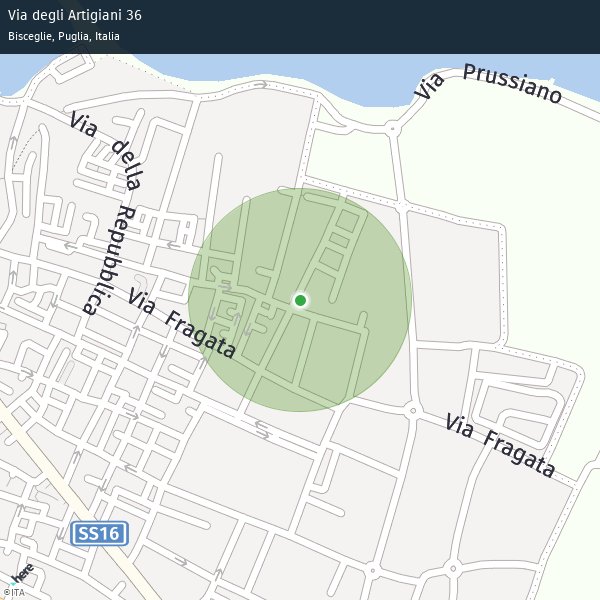 Via degli Artigiani 36
Bisceglie, Puglia, Italia
Via Prussiano
Via della Repubblica
Via Fragata
Via Fragata
SS16
here
©ITA